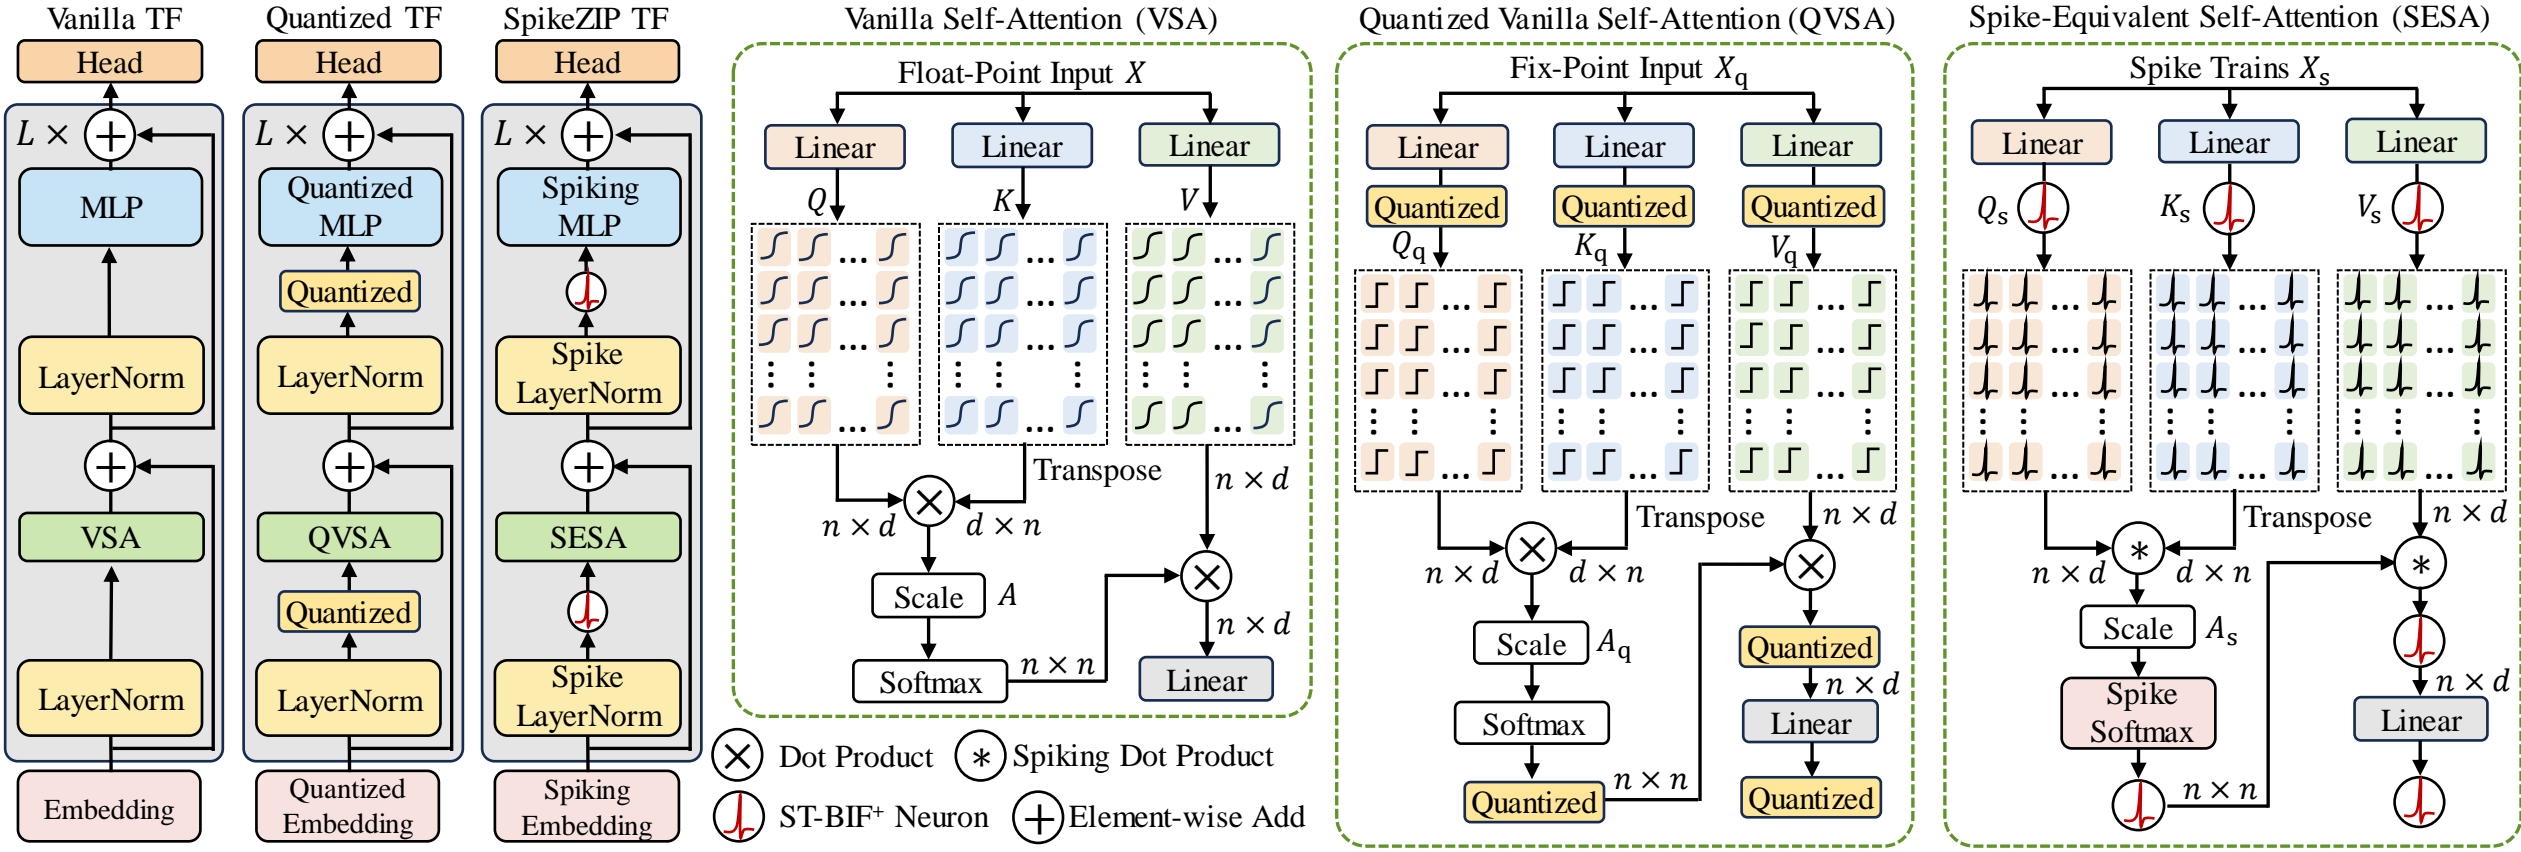 Vanilla TF
Head
L ×
MLP
LayerNorm
VSA
LayerNorm
Embedding
Quantized TF
Head
L ×
Quantized
MLP
Quantized
LayerNorm
QVSA
Quantized
LayerNorm
Quantized
Embedding
SpikeZIP TF
Head
L ×
Spiking
MLP
Spike
LayerNorm
SESA
Spike
LayerNorm
Spiking
Embedding
Vanilla Self-Attention (VSA)
Float-Point Input X
Linear Linear Linear
Q K V
... ... ...
... ... ...
... ... ...
... ... ...
Transpose
n × d
n × d d × n
Scale A
n × d
Softmax n × n
Linear
Dot Product
Spiking Dot Product
ST-BIF⁺ Neuron
Element-wise Add
Quantized Vanilla Self-Attention (QVSA)
Fix-Point Input Xq
Linear Linear Linear
Quantized Quantized Quantized
Qq Kq Vq
... ... ...
... ... ...
... ... ...
... ... ...
Transpose n × d
n × d d × n
Scale Aq
Quantized
n × d
Softmax
Linear
n × n
Quantized
Quantized
Spike-Equivalent Self-Attention (SESA)
Spike Trains Xs
Linear Linear Linear
Qs Ks Vs
... ... ...
... ... ...
... ... ...
... ... ...
Transpose n × d
n × d d × n
Scale As
n × d
Spike
Softmax
Linear
n × n